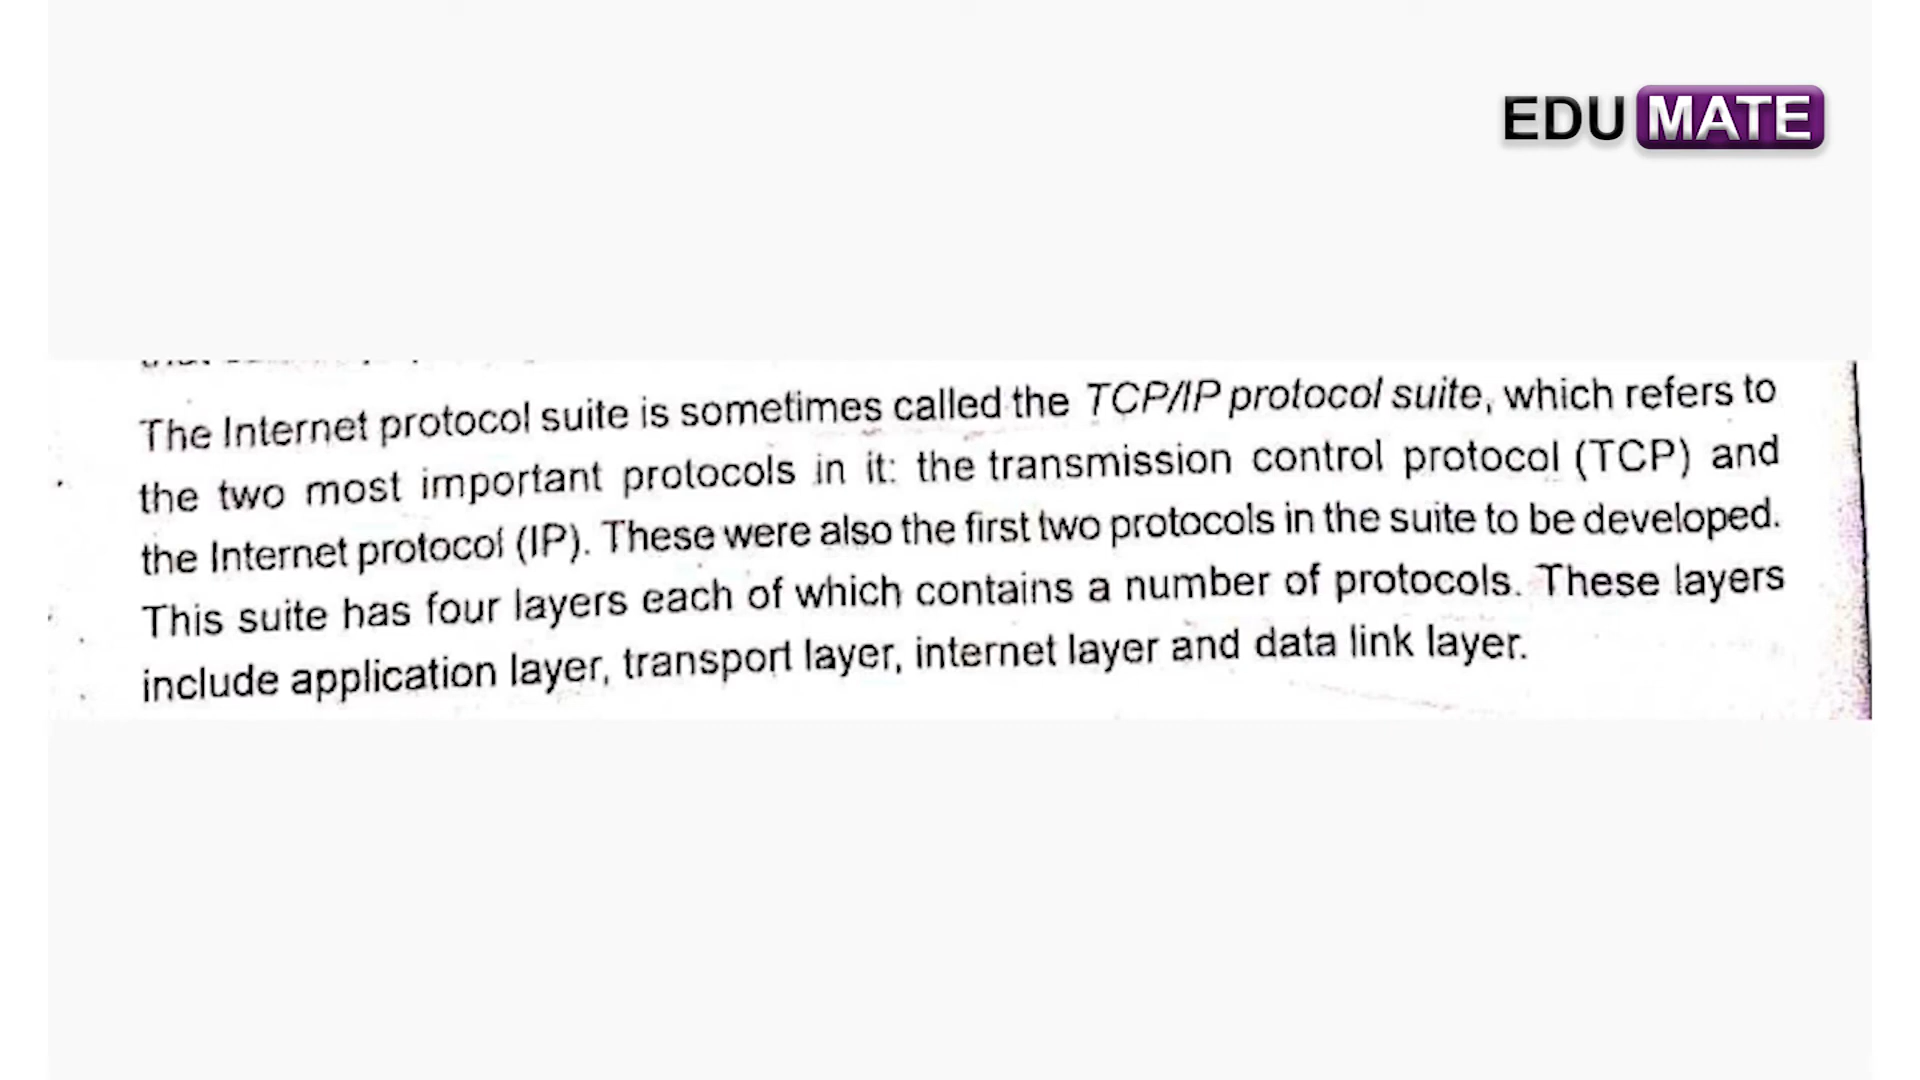 EDUMATE
The Internet protocol suite is sometimes called the TCP/IP protocol suite, which refers to
the two most important protocols in it: the transmission control protocol (TCP) and
the Internet protocol (IP). These were also the first two protocols in the suite to be developed.
This suite has four layers each of which contains a number of protocols. These layers
include application layer, transport layer, internet layer and data link layer.